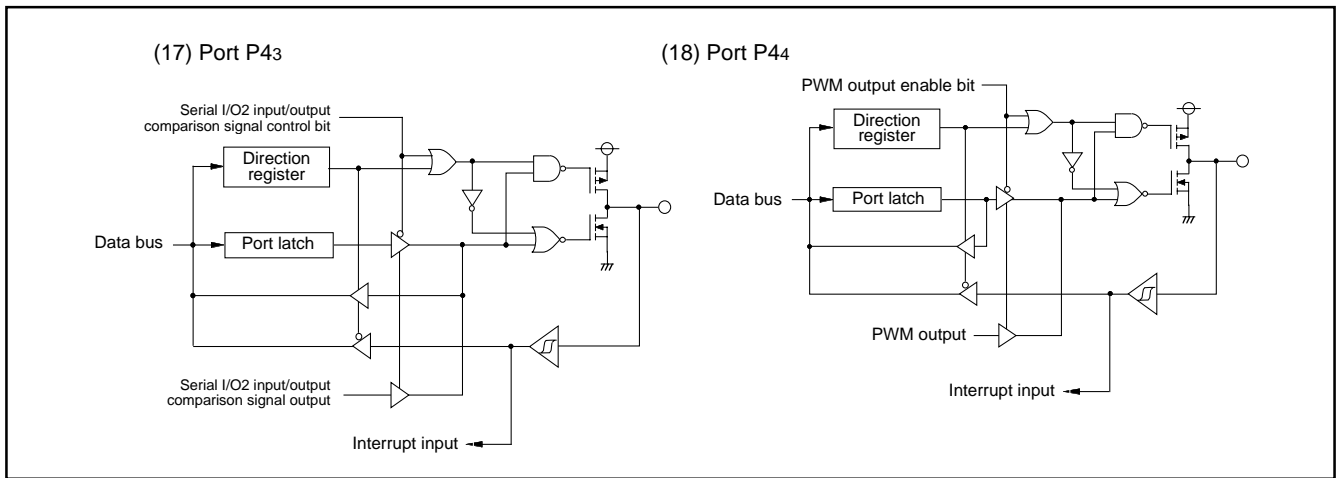 (17) Port P43
Serial I/O2 input/output
comparison signal control bit
Direction
register
Data bus
Port latch
Serial I/O2 input/output
comparison signal output
Interrupt input
(18) Port P44
PWM output enable bit
Direction
register
Data bus
Port latch
PWM output
Interrupt input